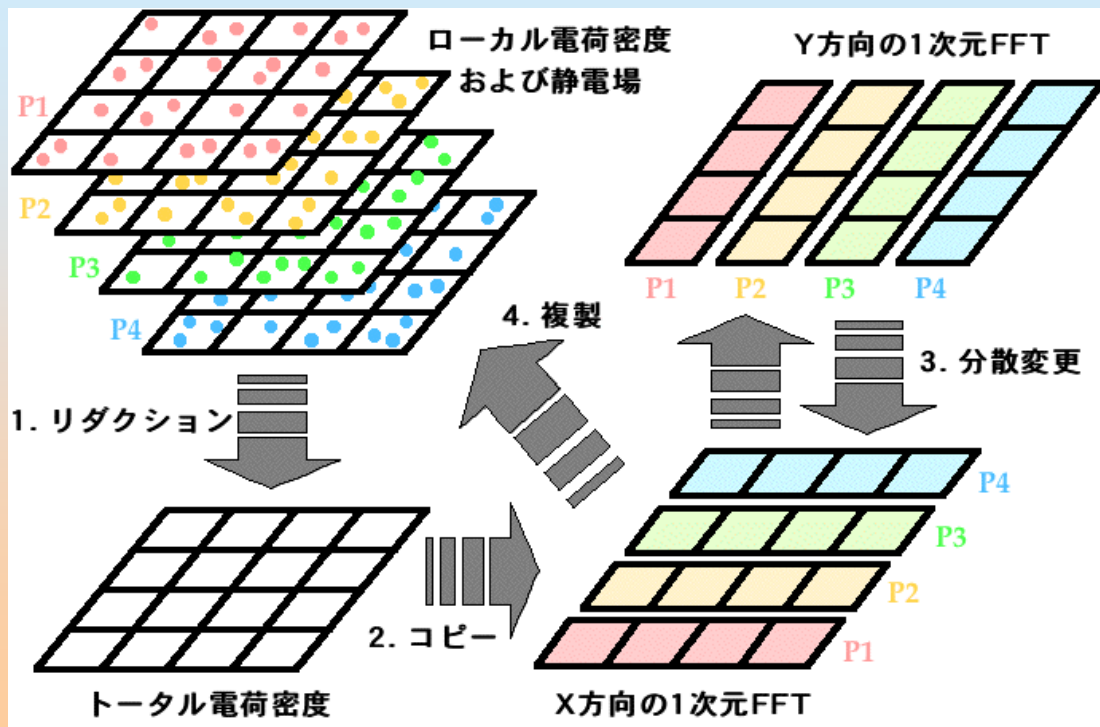 ローカル電荷密度
および静電場
P1
P2
P3
P4
Y方向の1次元FFT
P1 P2 P3 P4
4. 複製
3. 分散変更
1. リダクション
2. コピー
P4
P3
P2
P1
トータル電荷密度
X方向の1次元FFT